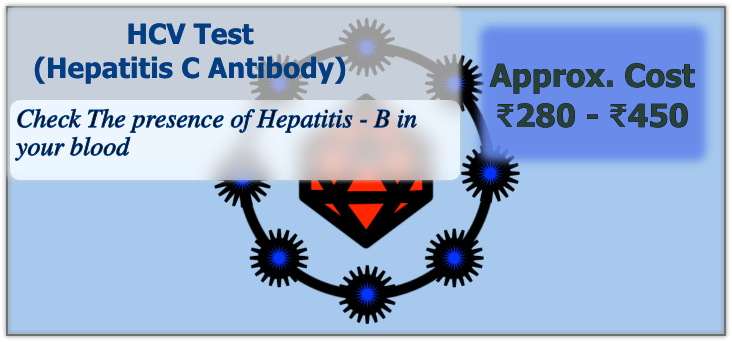 HCV Test
(Hepatitis C Antibody)
Check The presence of Hepatitis - B in
your blood
Approx. Cost
₹280 - ₹450